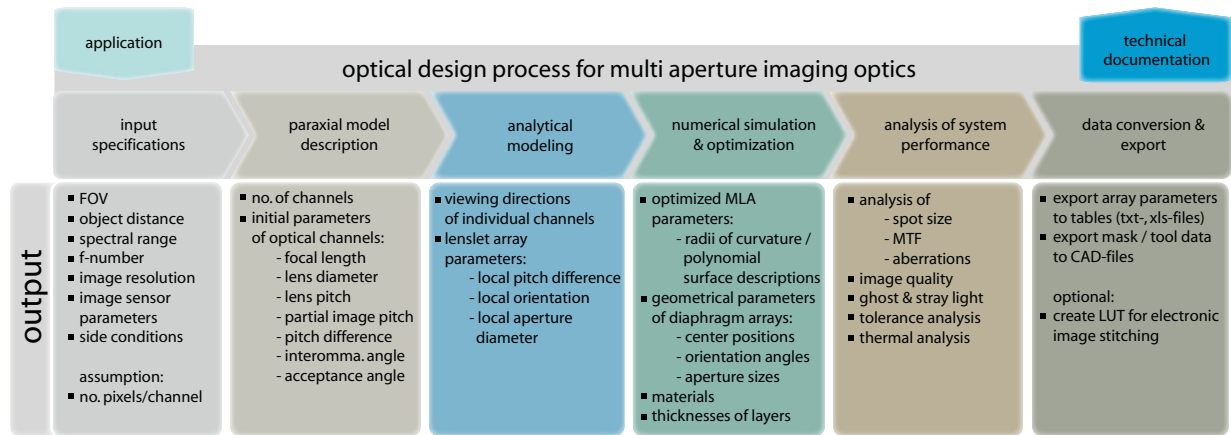 application
technical
documentation
optical design process for multi aperture imaging optics
input
specifications
paraxial model
description
analytical
modeling
numerical simulation
& optimization
analysis of system
performance
data conversion &
export
output
▪ FOV
▪ object distance
▪ spectral range
▪ f-number
▪ image resolution
▪ image sensor
parameters
▪ side conditions
assumption:
▪ no. pixels/channel
▪ no. of channels
▪ initial parameters
of optical channels:
- focal length
- lens diameter
- lens pitch
- partial image pitch
- pitch difference
- interomma. angle
- acceptance angle
▪ viewing directions
of individual channels
▪ lenslet array
parameters:
- local pitch difference
- local orientation
- local aperture
diameter
▪ optimized MLA
parameters:
- radii of curvature /
polynomial
surface descriptions
▪ geometrical parameters
of diaphragm arrays:
- center positions
- orientation angles
- aperture sizes
▪ materials
▪ thicknesses of layers
▪ analysis of
- spot size
- MTF
- aberrations
▪ image quality
▪ ghost & stray light
▪ tolerance analysis
▪ thermal analysis
▪ export array parameters
to tables (txt-, xls-files)
▪ export mask / tool data
to CAD-files
optional:
▪ create LUT for electronic
image stitching